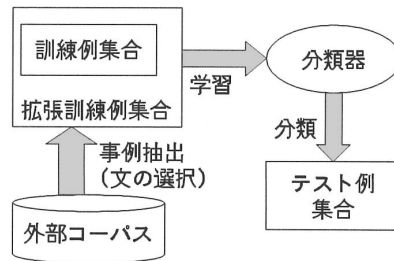 訓練例集合
拡張訓練例集合
学習
分類器
分類
テスト例
集合
事例抽出
(文の選択)
外部コーパス